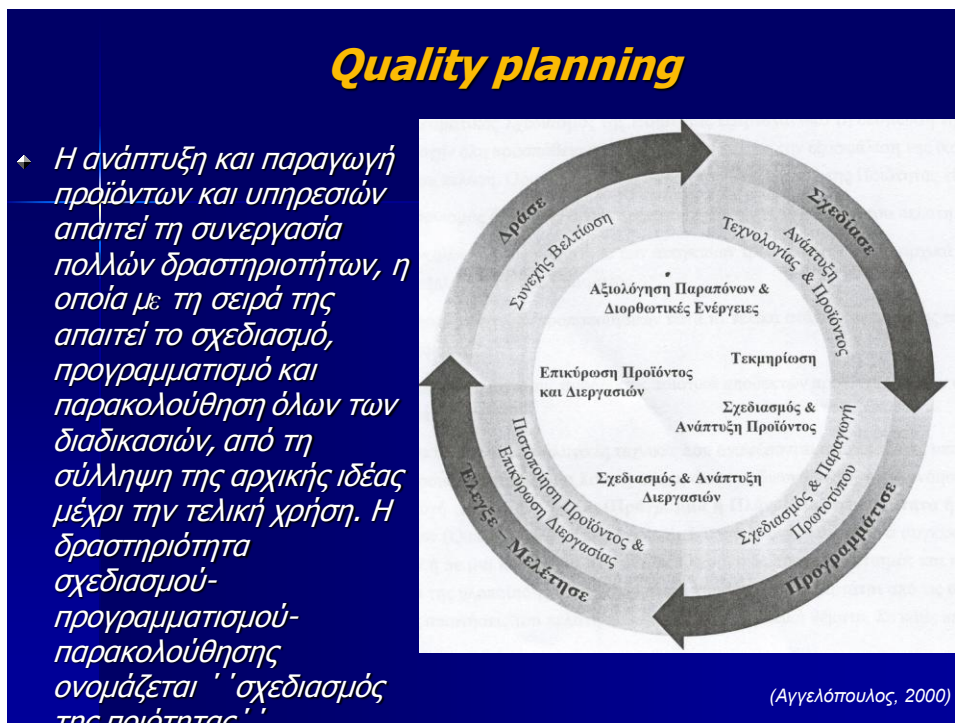 Quality planning
Η ανάπτυξη και παραγωγή
προϊόντων και υπηρεσιών
απαιτεί τη συνεργασία
πολλών δραστηριοτήτων, η
οποία με τη σειρά της
απαιτεί το σχεδιασμό,
προγραμματισμό και
παρακολούθηση όλων των
διαδικασιών, από τη
σύλληψη της αρχικής ιδέας
μέχρι την τελική χρήση. Η
δραστηριότητα
σχεδιασμού-
προγραμματισμού-
παρακολούθησης
ονομάζεται ΄΄σχεδιασμός
της ποιότητας΄΄
Δράσε
Συνεχής Βελτίωση
Σχεδίασε
Ανάπτυξη
Τεχνολογίας & Προϊόντος
Προγραμμάτισε
Σχεδιασμός & Παραγωγή
Πρωτοτύπου
Έλεγξε – Μελέτησε
Πιστοποίηση Προϊόντος &
Επικύρωση Διεργασίας
Αξιολόγηση Παραπόνων &
Διορθωτικές Ενέργειες
Τεκμηρίωση
Επικύρωση Προϊόντος
και Διεργασιών
Σχεδιασμός &
Ανάπτυξη Προϊόντος
Σχεδιασμός & Ανάπτυξη
Διεργασιών
(Αγγελόπουλος, 2000)